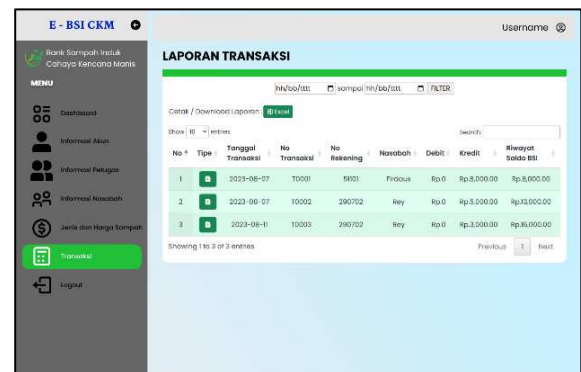 E - BSI CKM
Username
Bank Sampah Induk
Cahaya Kencana Manis
MENU
Dashboard
Informasi Akun
Informasi Petugas
Informasi Nasabah
Jenis dan Harga Sampah
Transaksi
Logout
LAPORAN TRANSAKSI
hh/bb/tttt sampai hh/bb/tttt FILTER
Cetak / Download Laporan : Excel
Show 10 entries Search:
No Tipe Tanggal Transaksi No Transaksi No Rekening Nasabah Debit Kredit Riwayat Saldo BSI
1 2023-08-07 T0001 51101 Firdaus Rp.0 Rp.8,000.00 Rp.8,000.00
2 2023-08-07 T0002 290702 Rey Rp.0 Rp.5,000.00 Rp.13,000.00
3 2023-08-11 T0003 290702 Rey Rp.0 Rp.3,000.00 Rp.16,000.00
Showing 1 to 3 of 3 entries Previous 1 Next